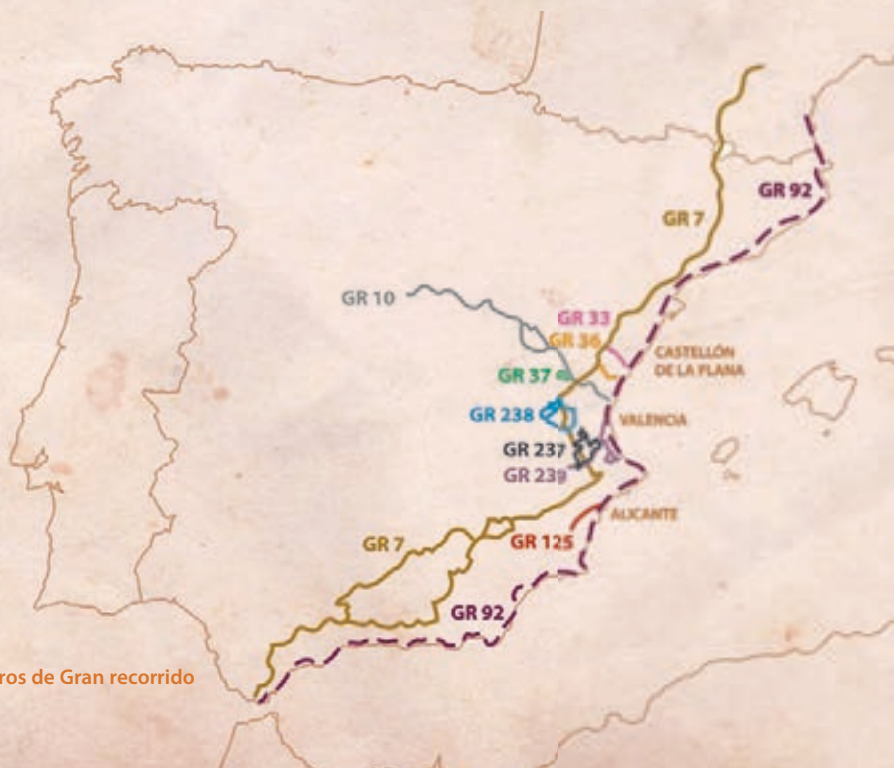 GR 92
GR 7
GR 10
GR 33
GR 36
CASTELLÓN
DE LA PLANA
GR 37
GR 238
VALENCIA
GR 237
GR 239
ALICANTE
GR 7
GR 125
GR 92
ros de Gran recorrido